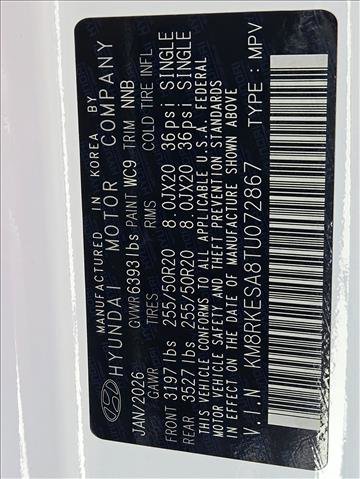 MANUFACTURED IN KOREA BY
HYUNDAI MOTOR COMPANY
JAN/2026 GVWR 6393lbs PAINT WC9 TRIM NNB
GAWR TIRES RIMS COLD TIRE INFL
FRONT 3197lbs 255/50R20 8.0JX20 36psi SINGLE
REAR 3527lbs 255/50R20 8.0JX20 36psi SINGLE
THIS VEHICLE CONFORMS TO ALL APPLICABLE U.S.A. FEDERAL
MOTOR VEHICLE SAFETY AND THEFT PREVENTION STANDARDS
IN EFFECT ON THE DATE OF MANUFACTURE SHOWN ABOVE
V.I.N : KM8RKESA8TU072867 TYPE : MPV